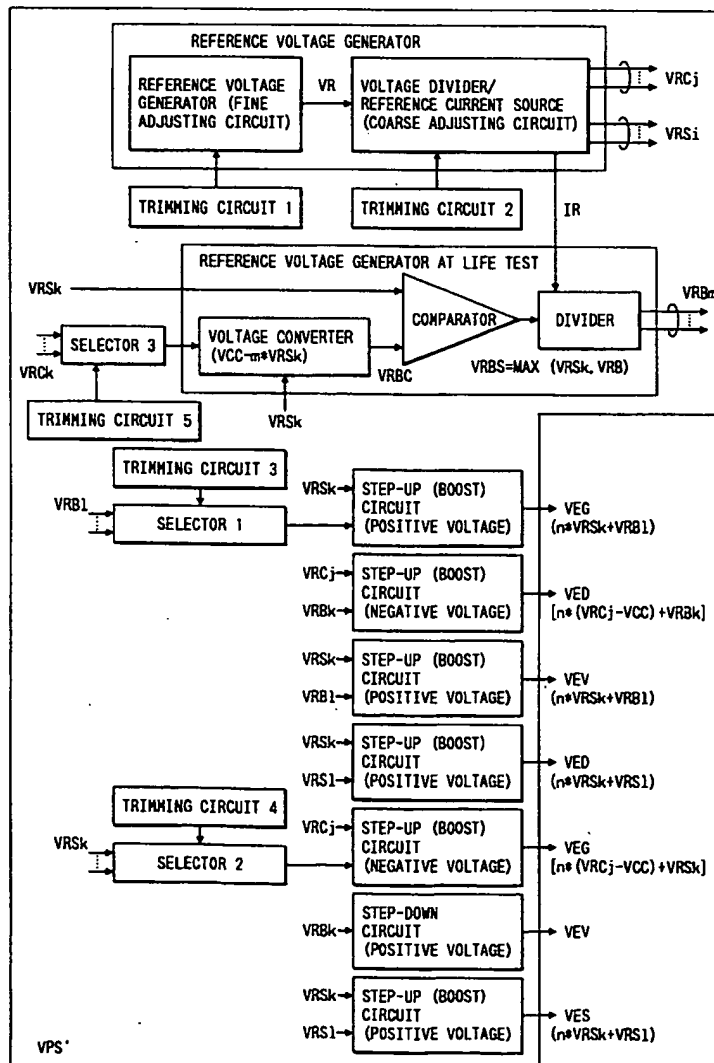 REFERENCE VOLTAGE GENERATOR
REFERENCE VOLTAGE
GENERATOR (FINE
ADJUSTING CIRCUIT)
VR
VOLTAGE DIVIDER/
REFERENCE CURRENT SOURCE
(COARSE ADJUSTING CIRCUIT)
VRCj
VRSi
TRIMMING CIRCUIT 1
TRIMMING CIRCUIT 2
IR
REFERENCE VOLTAGE GENERATOR AT LIFE TEST
VRSk
VRBm
SELECTOR 3
VOLTAGE CONVERTER
(VCC-m*VRSk)
COMPARATOR
DIVIDER
VRCk
VRBC
VRBS=MAX (VRSk, VRB)
VRSk
TRIMMING CIRCUIT 5
TRIMMING CIRCUIT 3
VRBl
SELECTOR 1
VRSk
STEP-UP (BOOST)
CIRCUIT
(POSITIVE VOLTAGE)
VEG
(n*VRSk+VRBl)
VRCj
VRBk
STEP-UP (BOOST)
CIRCUIT
(NEGATIVE VOLTAGE)
VED
[n*(VRCj-VCC)+VRBk]
VRSk
VRBl
STEP-UP (BOOST)
CIRCUIT
(POSITIVE VOLTAGE)
VEV
(n*VRSk+VRBl)
VRSk
VRSl
STEP-UP (BOOST)
CIRCUIT
(POSITIVE VOLTAGE)
VED
(n*VRSk+VRSl)
TRIMMING CIRCUIT 4
VRSk
SELECTOR 2
VRCj
STEP-UP (BOOST)
CIRCUIT
(NEGATIVE VOLTAGE)
VEG
[n*(VRCj-VCC)+VRSk]
VRBk
STEP-DOWN
CIRCUIT
(POSITIVE VOLTAGE)
VEV
VRSk
VRSl
STEP-UP (BOOST)
CIRCUIT
(POSITIVE VOLTAGE)
VES
(n*VRSk+VRSl)
VPS'